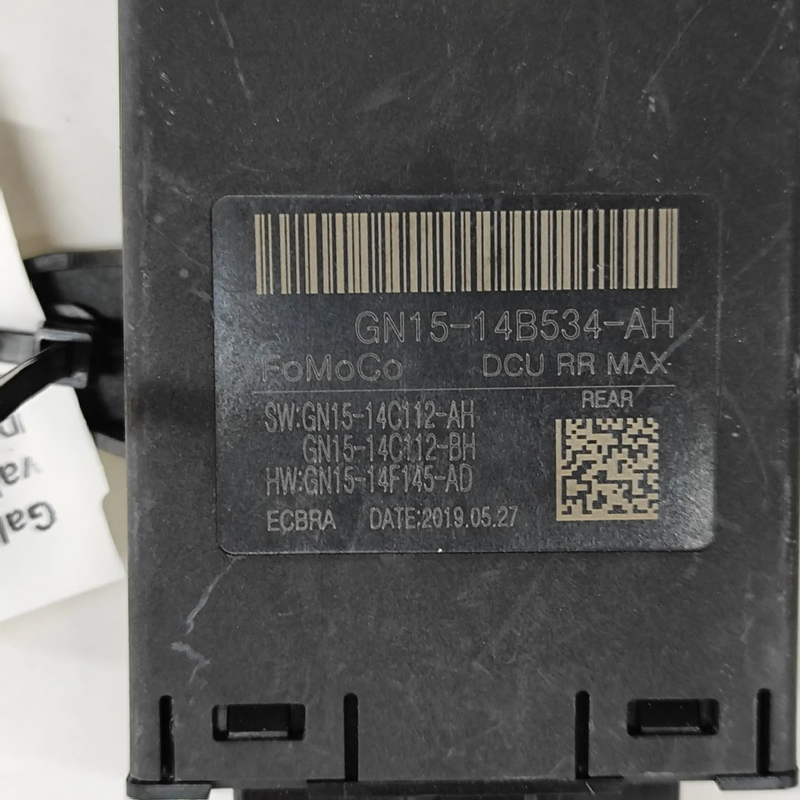 GN15-14B534-AH
FoMoCo DCU RR MAX
REAR
SW:GN15-14C112-AH
GN15-14C112-BH
HW:GN15-14F145-AD
ECBRA DATE:2019.05.27